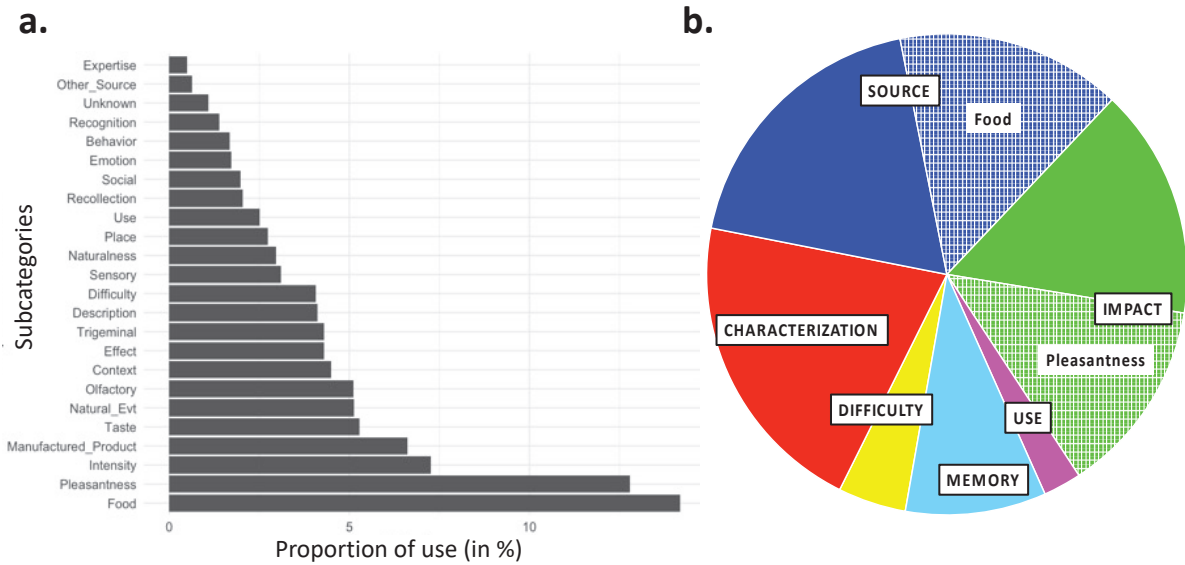 a.
Subcategories
Expertise
Other_Source
Unknown
Recognition
Behavior
Emotion
Social
Recollection
Use
Place
Naturalness
Sensory
Difficulty
Description
Trigeminal
Effect
Context
Olfactory
Natural_Evt
Taste
Manufactured_Product
Intensity
Pleasantness
Food
0 5 10
Proportion of use (in %)
b.
SOURCE
Food
IMPACT
CHARACTERIZATION
Pleasantness
DIFFICULTY
USE
MEMORY